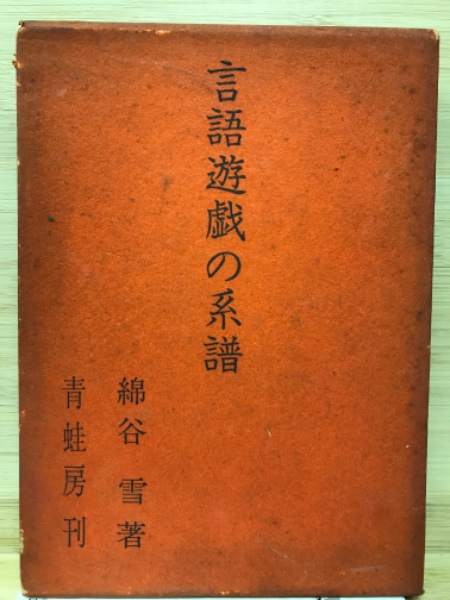 言語遊戯の系譜
綿谷 雪 著
青蛙房刊